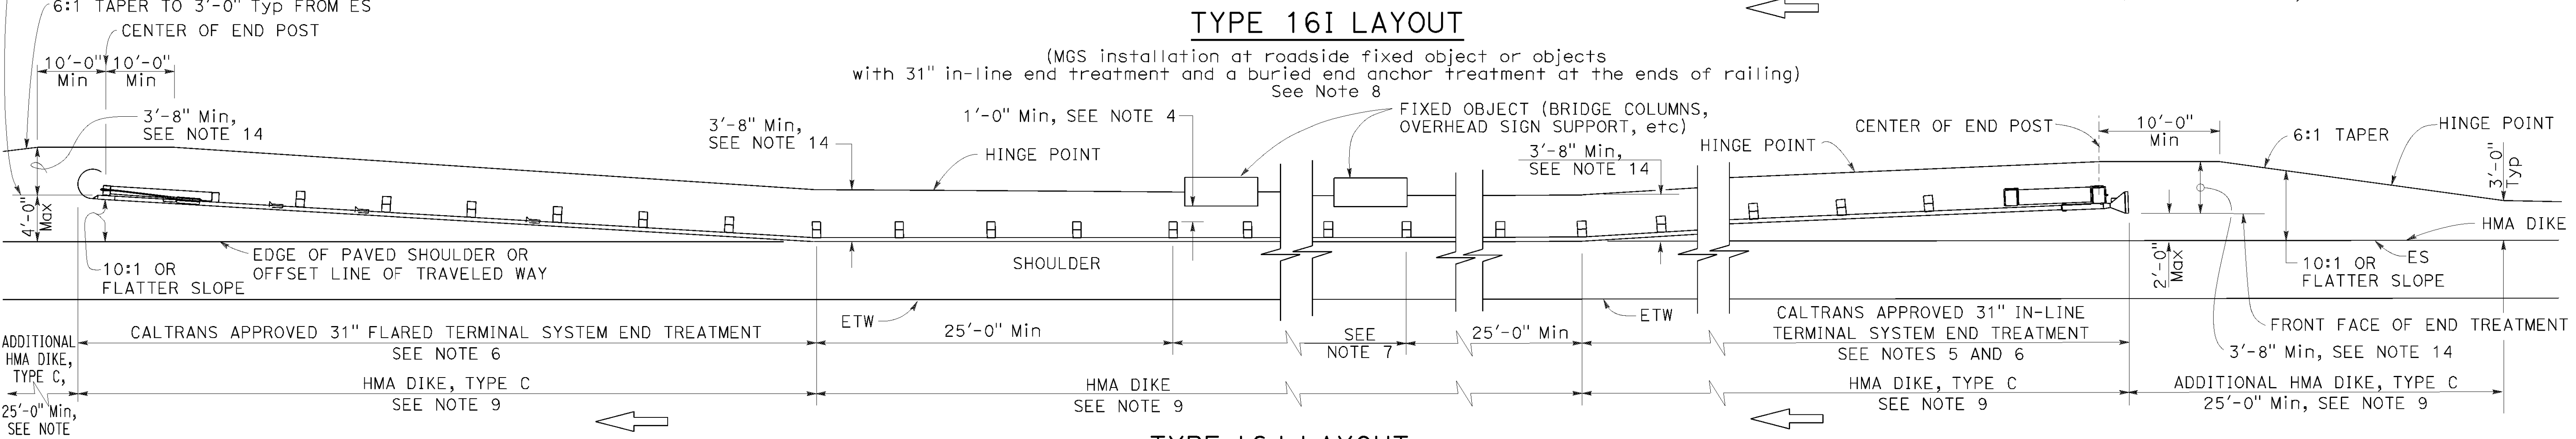 6:1 TAPER TO 3'-0" Typ FROM ES
CENTER OF END POST
10'-0" Min
10'-0" Min
3'-8" Min,
SEE NOTE 14
4'-0" Max
10:1 OR
FLATTER SLOPE
EDGE OF PAVED SHOULDER OR
OFFSET LINE OF TRAVELED WAY
TYPE 16I LAYOUT
(MGS installation at roadside fixed object or objects
with 31" in-line end treatment and a buried end anchor treatment at the ends of railing)
See Note 8
3'-8" Min,
SEE NOTE 14
HINGE POINT
1'-0" Min, SEE NOTE 4
FIXED OBJECT (BRIDGE COLUMNS,
OVERHEAD SIGN SUPPORT, etc)
3'-8" Min,
SEE NOTE 14
HINGE POINT
CENTER OF END POST
10'-0"
Min
6:1 TAPER
HINGE POINT
3'-0"
Typ
HMA DIKE
ES
10:1 OR
FLATTER SLOPE
2'-0"
Max
FRONT FACE OF END TREATMENT
3'-8" Min, SEE NOTE 14
SHOULDER
ETW
ETW
CALTRANS APPROVED 31" FLARED TERMINAL SYSTEM END TREATMENT
SEE NOTE 6
25'-0" Min
SEE
NOTE 7
25'-0" Min
CALTRANS APPROVED 31" IN-LINE
TERMINAL SYSTEM END TREATMENT
SEE NOTES 5 AND 6
ADDITIONAL
HMA DIKE,
TYPE C,
25'-0" Min,
SEE NOTE
HMA DIKE, TYPE C
SEE NOTE 9
HMA DIKE
SEE NOTE 9
HMA DIKE, TYPE C
SEE NOTE 9
ADDITIONAL HMA DIKE, TYPE C
25'-0" Min, SEE NOTE 9